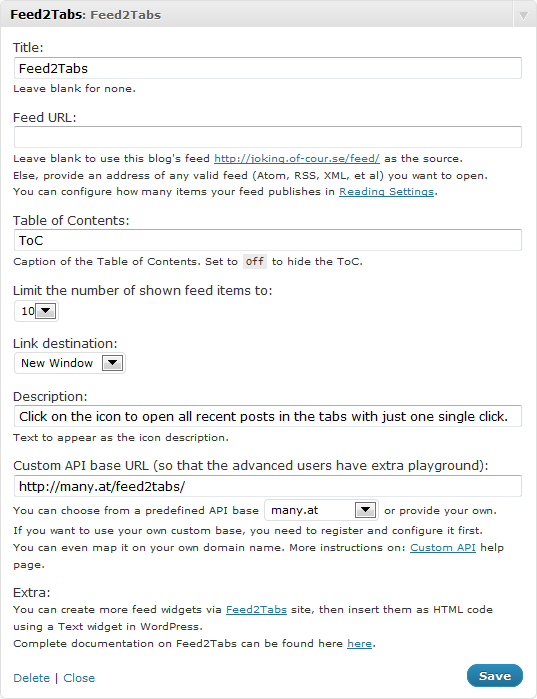 Feed2Tabs: Feed2Tabs
Title:
Feed2Tabs
Leave blank for none.
Feed URL:
Leave blank to use this blog's feed http://joking.of-cour.se/feed/ as the source.
Else, provide an address of any valid feed (Atom, RSS, XML, et al) you want to open.
You can configure how many items your feed publishes in Reading Settings.
Table of Contents:
ToC
Caption of the Table of Contents. Set to off to hide the ToC.
Limit the number of shown feed items to:
10
Link destination:
New Window
Description:
Click on the icon to open all recent posts in the tabs with just one single click.
Text to appear as the icon description.
Custom API base URL (so that the advanced users have extra playground):
http://many.at/feed2tabs/
You can choose from a predefined API base many.at or provide your own.
If you want to use your own custom base, you need to register and configure it first.
You can even map it on your own domain name. More instructions on: Custom API help
page.
Extra:
You can create more feed widgets via Feed2Tabs site, then insert them as HTML code
using a Text widget in WordPress.
Complete documentation on Feed2Tabs can be found here here.
Delete | Close
Save